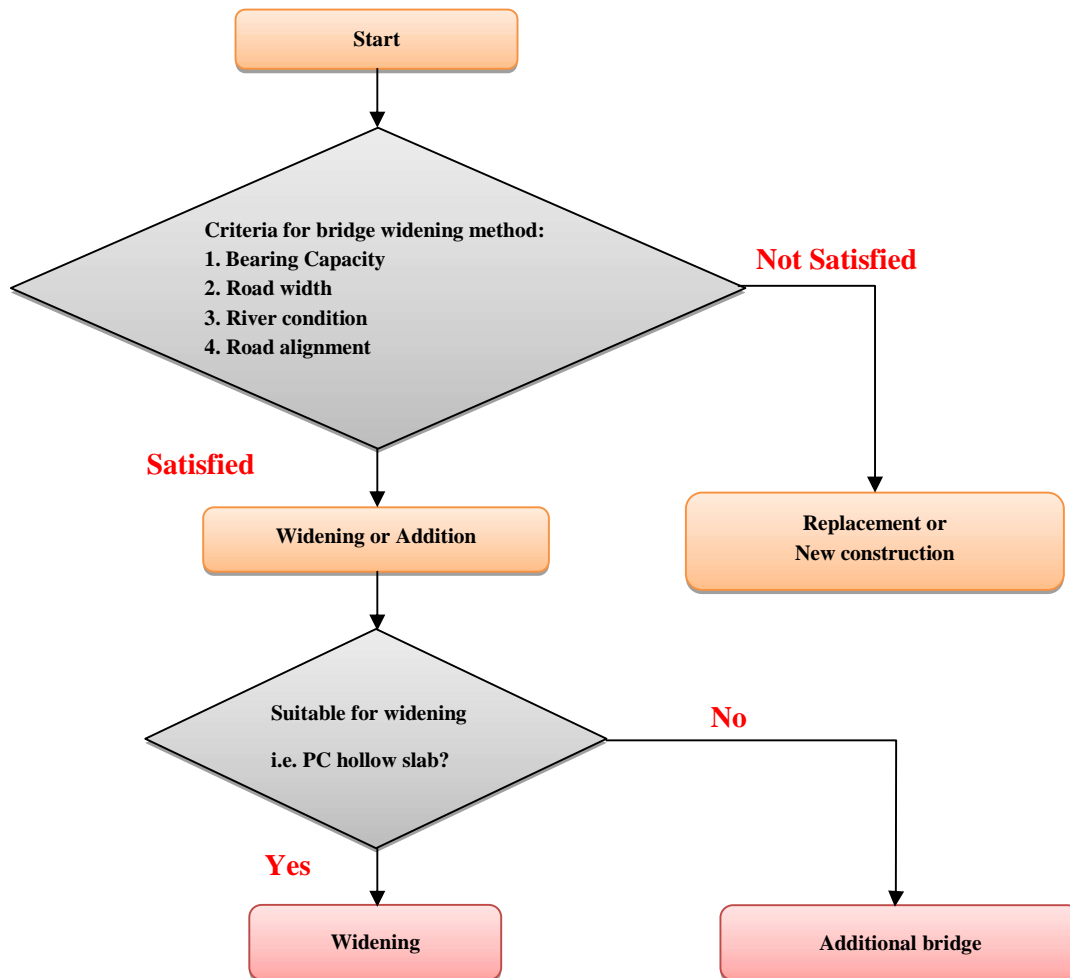 Start
Criteria for bridge widening method:
1. Bearing Capacity
2. Road width
3. River condition
4. Road alignment
Not Satisfied
Satisfied
Widening or Addition
Replacement or
New construction
Suitable for widening
i.e. PC hollow slab?
No
Yes
Widening
Additional bridge